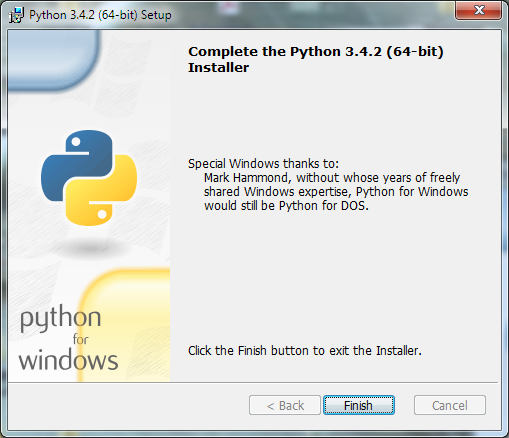 Python 3.4.2 (64-bit) Setup
Complete the Python 3.4.2 (64-bit)
Installer
Special Windows thanks to:
Mark Hammond, without whose years of freely
shared Windows expertise, Python for Windows
would still be Python for DOS.
python
for
windows
Click the Finish button to exit the Installer.
< Back
Finish
Cancel